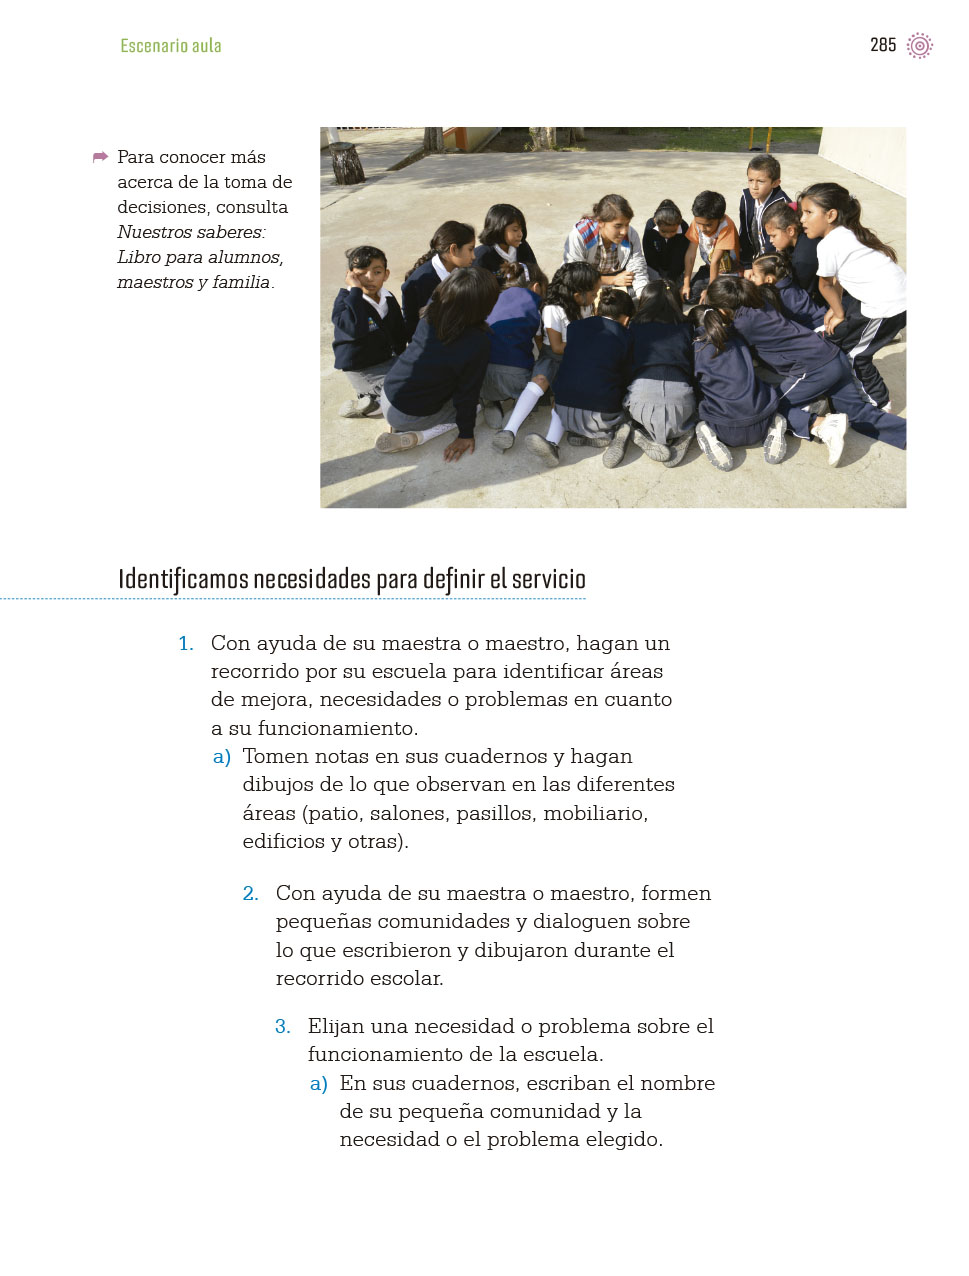 Escenario aula
285
Para conocer más
acerca de la toma de
decisiones, consulta
Nuestros saberes:
Libro para alumnos,
maestros y familia.
Identificamos necesidades para definir el servicio
1. Con ayuda de su maestra o maestro, hagan un
recorrido por su escuela para identificar áreas
de mejora, necesidades o problemas en cuanto
a su funcionamiento.
a) Tomen notas en sus cuadernos y hagan
dibujos de lo que observan en las diferentes
áreas (patio, salones, pasillos, mobiliario,
edificios y otras).
2. Con ayuda de su maestra o maestro, formen
pequeñas comunidades y dialoguen sobre
lo que escribieron y dibujaron durante el
recorrido escolar.
3. Elijan una necesidad o problema sobre el
funcionamiento de la escuela.
a) En sus cuadernos, escriban el nombre
de su pequeña comunidad y la
necesidad o el problema elegido.